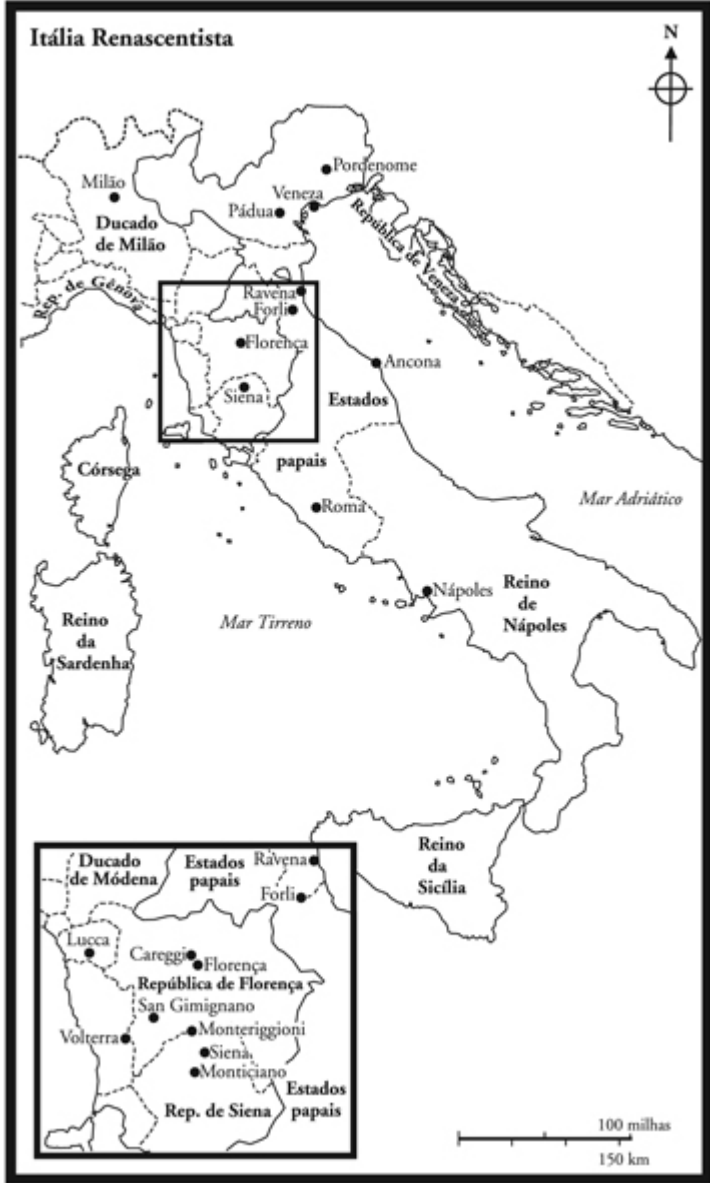 Itália Renascentista
N
Pordenome
Milão
Veneza
Pádua
Ducado
de Milão
República de Veneza
Rep. de Gênova
Ravena
Forli
Florença
Ancona
Siena
Estados
papais
Córsega
Roma
Mar Adriático
Nápoles
Reino
de
Nápoles
Reino
da
Sardenha
Mar Tirreno
Reino
da
Sicília
Ducado
de Módena
Estados
papais
Ravena
Forli
Lucca
Careggi
Florença
República de Florença
San Gimignano
Volterra
Monteriggioni
Siena
Monticiano
Rep. de Siena
Estados
papais
100 milhas
150 km